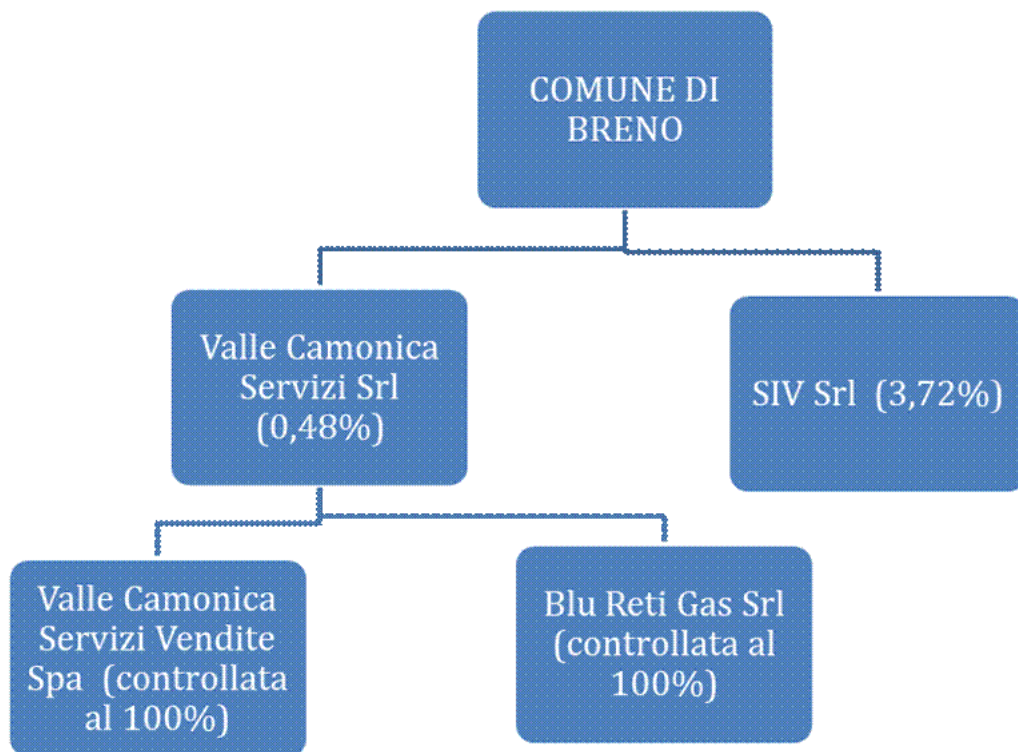 COMUNE DI
BRENO
Valle Camonica
Servizi Srl
(0,48%)
SIV Srl (3,72%)
Valle Camonica
Servizi Vendite
Spa (controllata
al 100%)
Blu Reti Gas Srl
(controllata al
100%)